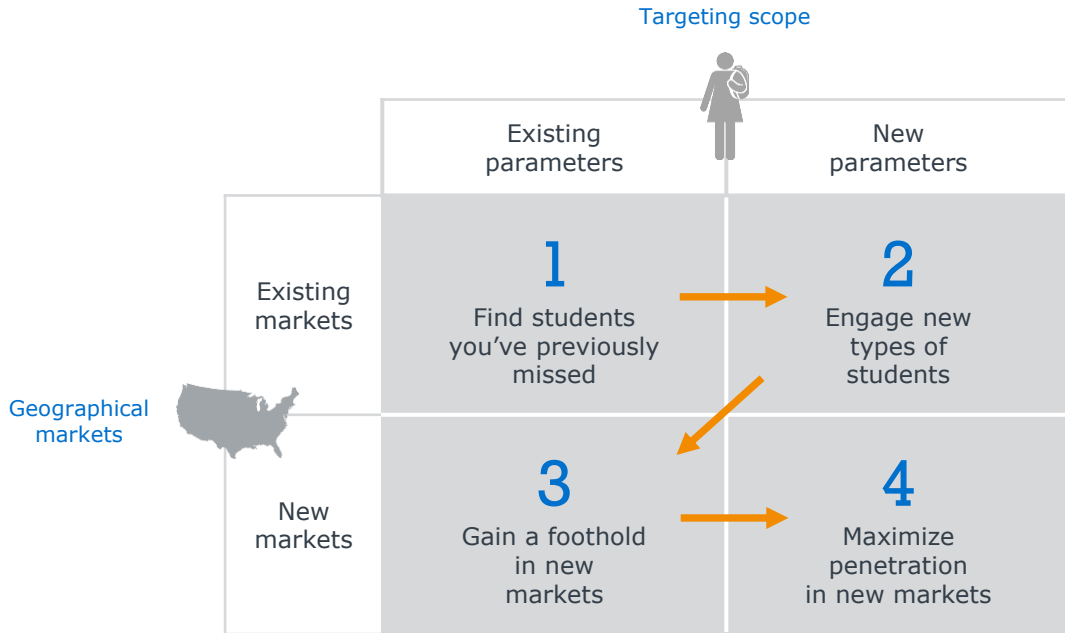 Targeting scope
Existing
parameters
New
parameters
Existing
markets
1
Find students
you’ve previously
missed
2
Engage new
types of
students
Geographical
markets
New
markets
3
Gain a foothold
in new
markets
4
Maximize
penetration
in new markets